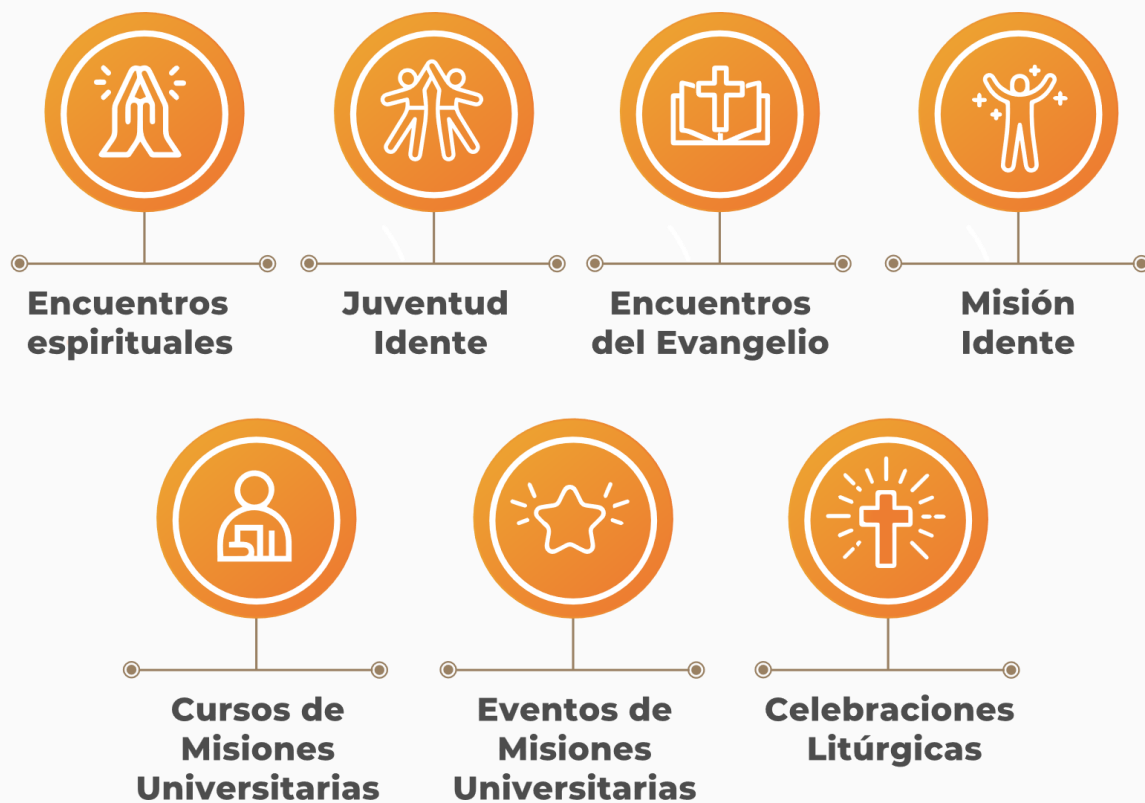 Encuentros
espirituales
Juventud
Idente
Encuentros
del Evangelio
Misión
Idente
Cursos de
Misiones
Universitarias
Eventos de
Misiones
Universitarias
Celebraciones
Litúrgicas